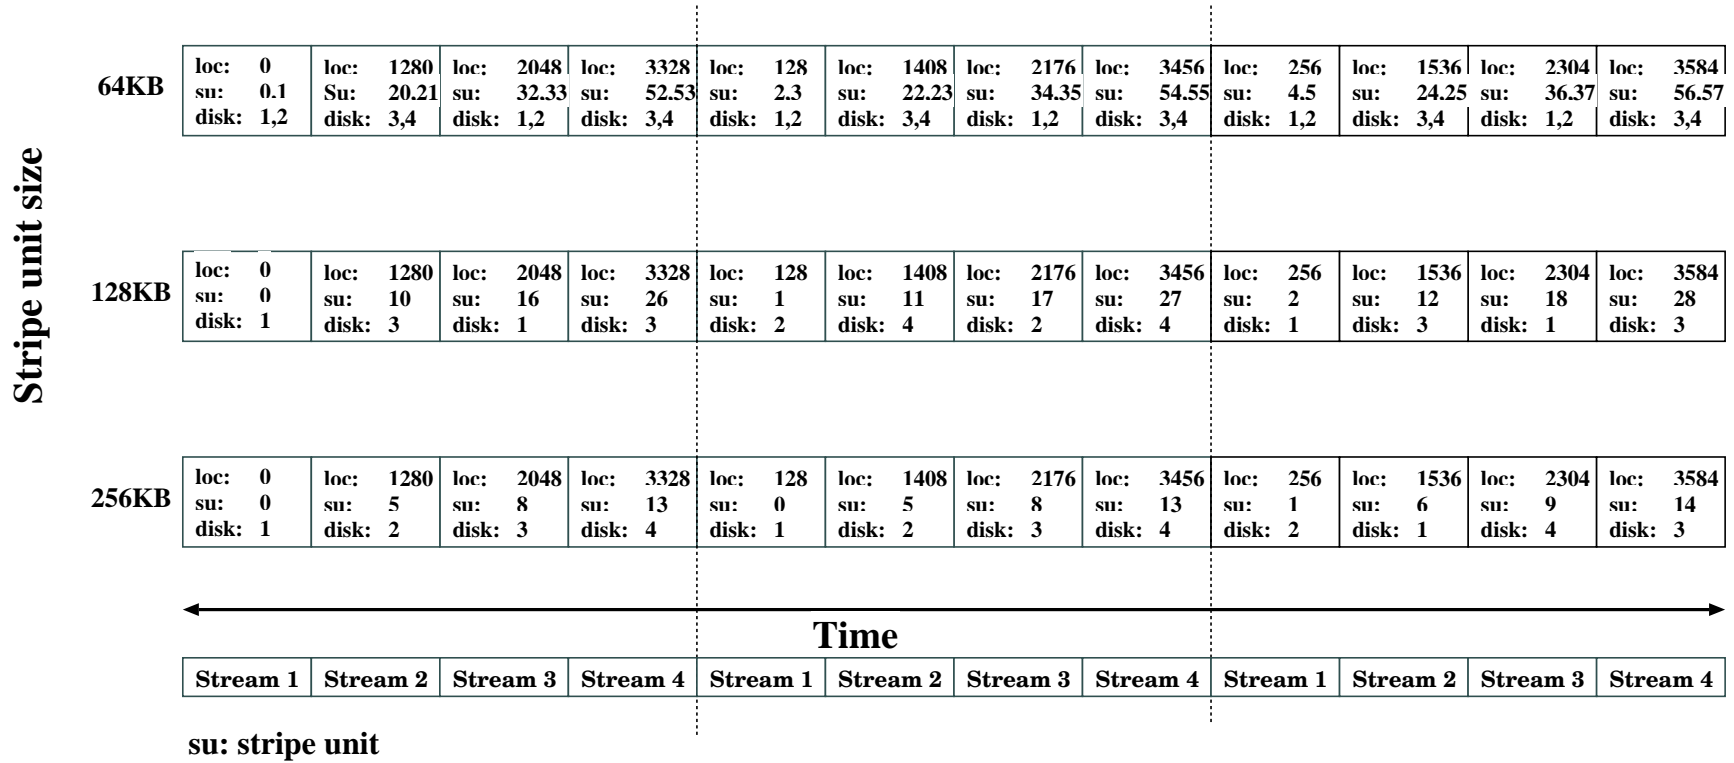 64KB
loc: 0 loc: 1280 loc: 2048 loc: 3328 loc: 128 loc: 1408 loc: 2176 loc: 3456 loc: 256 loc: 1536 loc: 2304 loc: 3584
su: 0.1 Su: 20.21 su: 32.33 su: 52.53 su: 2.3 su: 22.23 su: 34.35 su: 54.55 su: 4.5 su: 24.25 su: 36.37 su: 56.57
disk: 1,2 disk: 3,4 disk: 1,2 disk: 3,4 disk: 1,2 disk: 3,4 disk: 1,2 disk: 3,4 disk: 1,2 disk: 3,4 disk: 1,2 disk: 3,4
Stripe unit size
128KB
loc: 0 loc: 1280 loc: 2048 loc: 3328 loc: 128 loc: 1408 loc: 2176 loc: 3456 loc: 256 loc: 1536 loc: 2304 loc: 3584
su: 0 su: 10 su: 16 su: 26 su: 1 su: 11 su: 17 su: 27 su: 2 su: 12 su: 18 su: 28
disk: 1 disk: 3 disk: 1 disk: 3 disk: 2 disk: 4 disk: 2 disk: 4 disk: 1 disk: 3 disk: 1 disk: 3
256KB
loc: 0 loc: 1280 loc: 2048 loc: 3328 loc: 128 loc: 1408 loc: 2176 loc: 3456 loc: 256 loc: 1536 loc: 2304 loc: 3584
su: 0 su: 5 su: 8 su: 13 su: 0 su: 5 su: 8 su: 13 su: 1 su: 6 su: 9 su: 14
disk: 1 disk: 2 disk: 3 disk: 4 disk: 1 disk: 2 disk: 3 disk: 4 disk: 2 disk: 1 disk: 4 disk: 3
Time
Stream 1 Stream 2 Stream 3 Stream 4 Stream 1 Stream 2 Stream 3 Stream 4 Stream 1 Stream 2 Stream 3 Stream 4
su: stripe unit